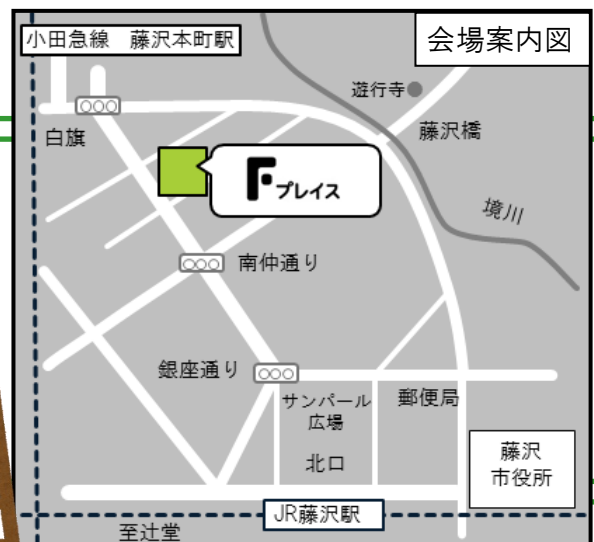 小田急線 藤沢本町駅
会場案内図
遊行寺
白旗
藤沢橋
Fプレイス
境川
南仲通り
銀座通り
サンパール
広場
郵便局
北口
藤沢
市役所
JR藤沢駅
至辻堂